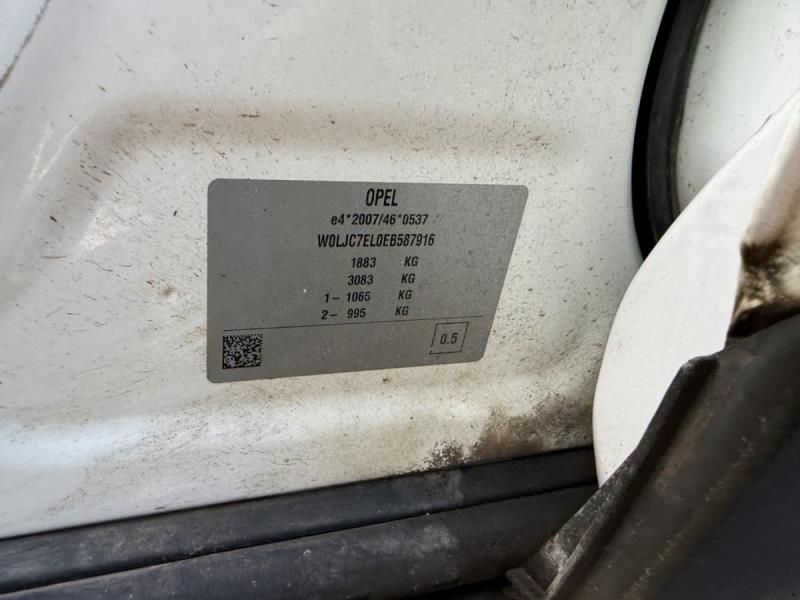 OPEL
e4*2007/46*0537
W0LJC7EL0EB587916
1883 KG
3083 KG
1- 1065 KG
2- 995 KG
0.5